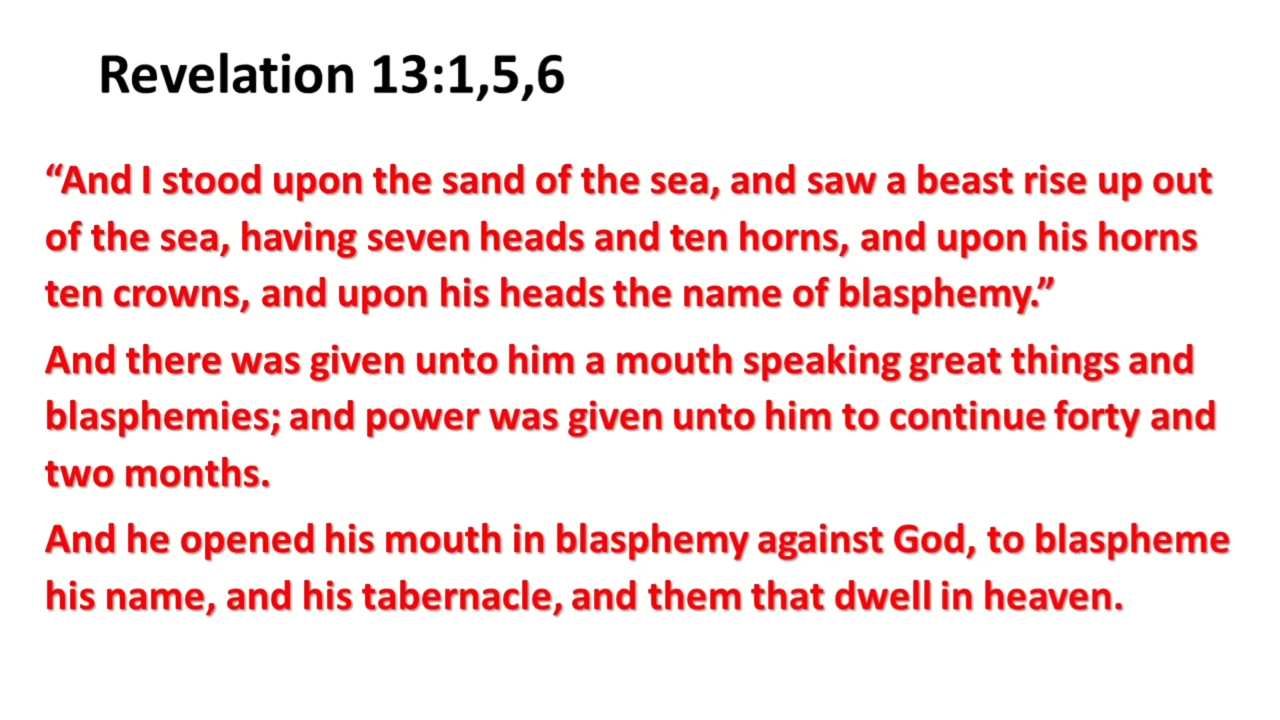 Revelation 13:1,5,6
“And I stood upon the sand of the sea, and saw a beast rise up out
of the sea, having seven heads and ten horns, and upon his horns
ten crowns, and upon his heads the name of blasphemy.”
And there was given unto him a mouth speaking great things and
blasphemies; and power was given unto him to continue forty and
two months.
And he opened his mouth in blasphemy against God, to blaspheme
his name, and his tabernacle, and them that dwell in heaven.